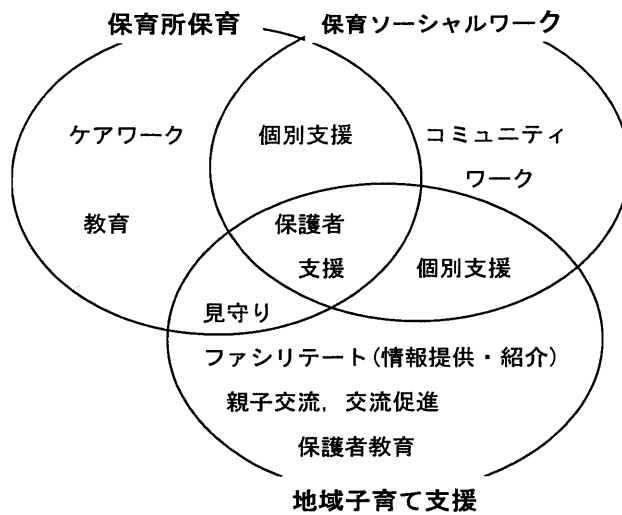 保育所保育
保育ソーシャルワーク
ケアワーク
個別支援
コミュニティ
ワーク
教育
保護者
支援
個別支援
見守り
ファシリテート(情報提供・紹介)
親子交流，交流促進
保護者教育
地域子育て支援